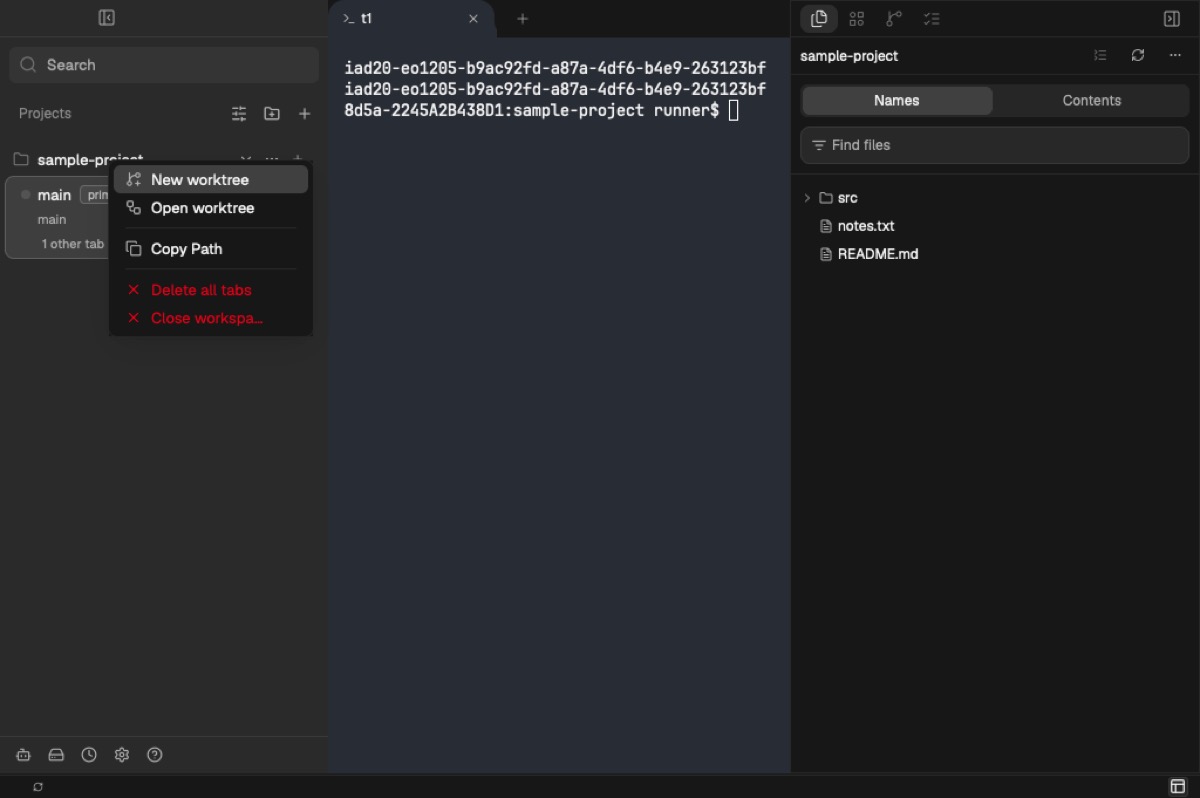 Search
Projects
sample-project
main
main
1 other tab
New worktree
Open worktree
Copy Path
Delete all tabs
Close workspa...
>_ t1
iad20-eo1205-b9ac92fd-a87a-4df6-b4e9-263123bf
iad20-eo1205-b9ac92fd-a87a-4df6-b4e9-263123bf
8d5a-2245A2B438D1:sample-project runner$
sample-project
Names
Contents
Find files
src
notes.txt
README.md